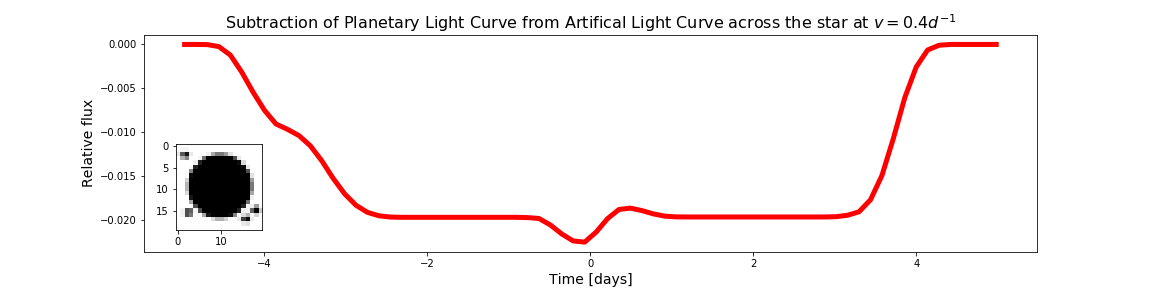 Subtraction of Planetary Light Curve from Artifical Light Curve across the star at v = 0.4d⁻¹
0.000
−0.005
−0.010
−0.015
−0.020
Relative flux
0
5
10
15
0 10
−4 −2 0 2 4
Time [days]